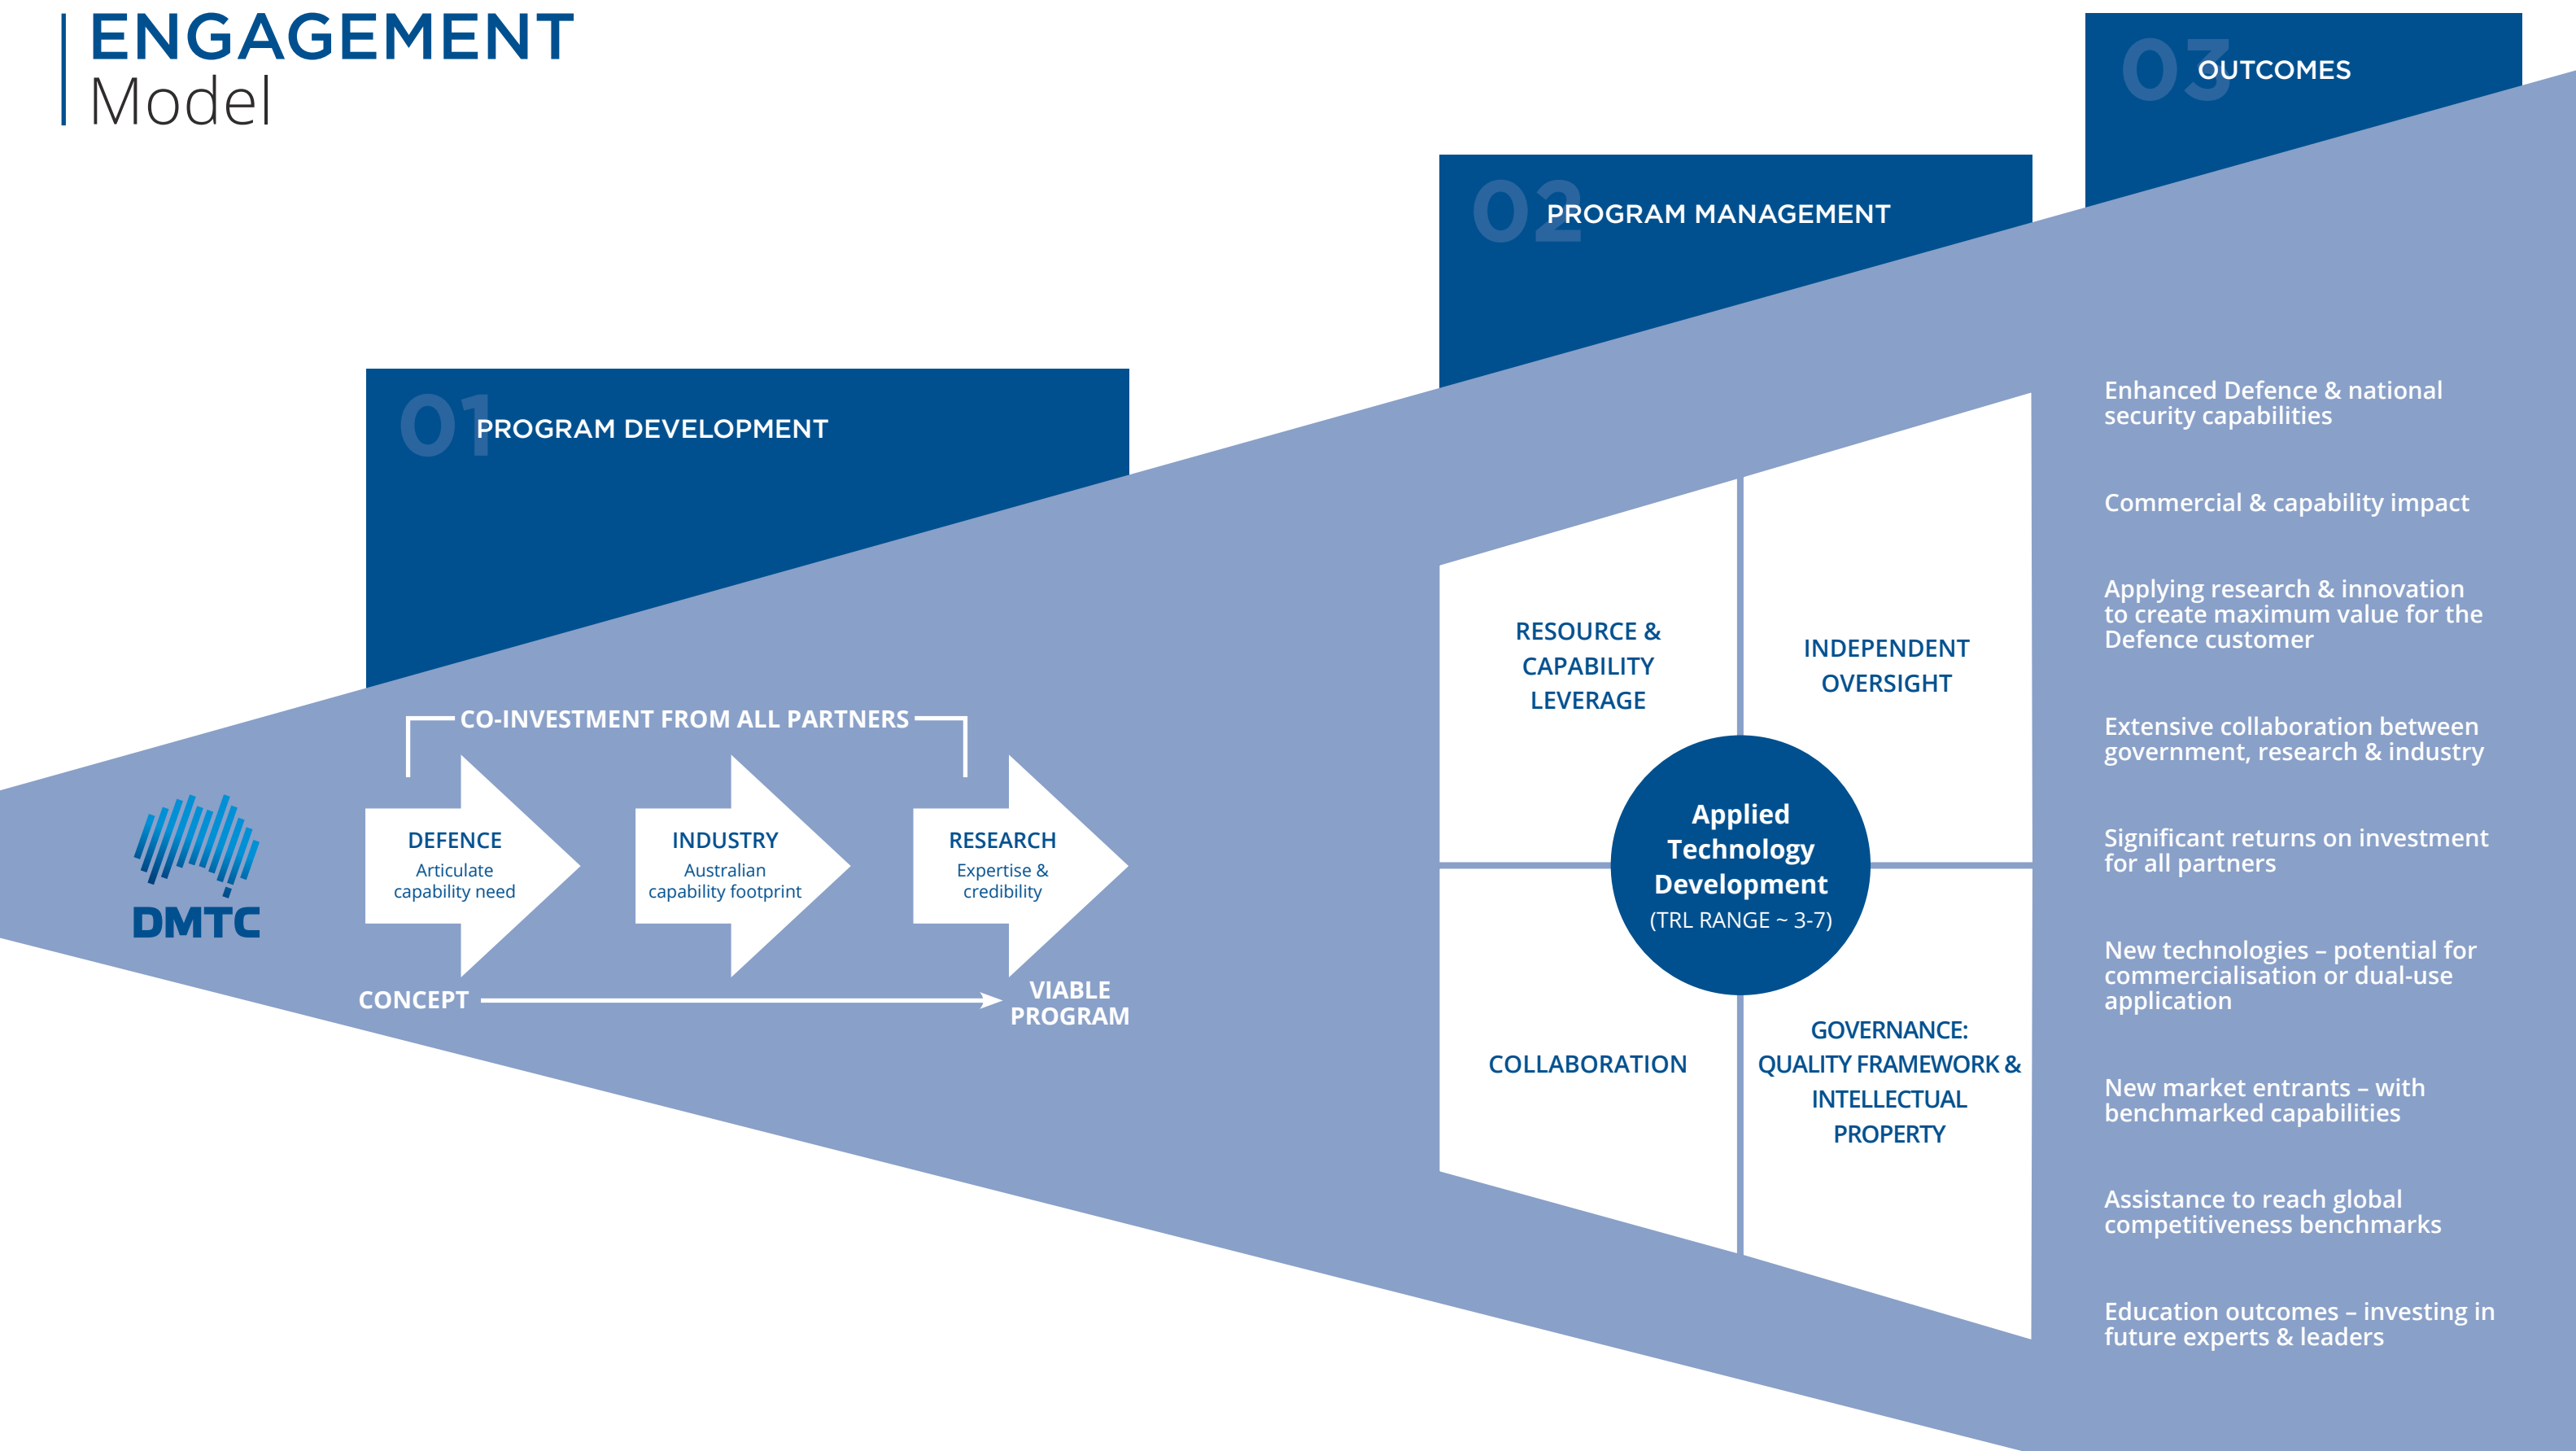 ENGAGEMENT
Model
01
PROGRAM DEVELOPMENT
CO-INVESTMENT FROM ALL PARTNERS
DMTC
DEFENCE
Articulate
capability need
INDUSTRY
Australian
capability footprint
RESEARCH
Expertise &
credibility
CONCEPT
VIABLE
PROGRAM
02
PROGRAM MANAGEMENT
RESOURCE &
CAPABILITY
LEVERAGE
INDEPENDENT
OVERSIGHT
Applied
Technology
Development
(TRL RANGE ~ 3-7)
COLLABORATION
GOVERNANCE:
QUALITY FRAMEWORK &
INTELLECTUAL
PROPERTY
03
OUTCOMES
Enhanced Defence & national
security capabilities
Commercial & capability impact
Applying research & innovation
to create maximum value for the
Defence customer
Extensive collaboration between
government, research & industry
Significant returns on investment
for all partners
New technologies – potential for
commercialisation or dual-use
application
New market entrants – with
benchmarked capabilities
Assistance to reach global
competitiveness benchmarks
Education outcomes – investing in
future experts & leaders